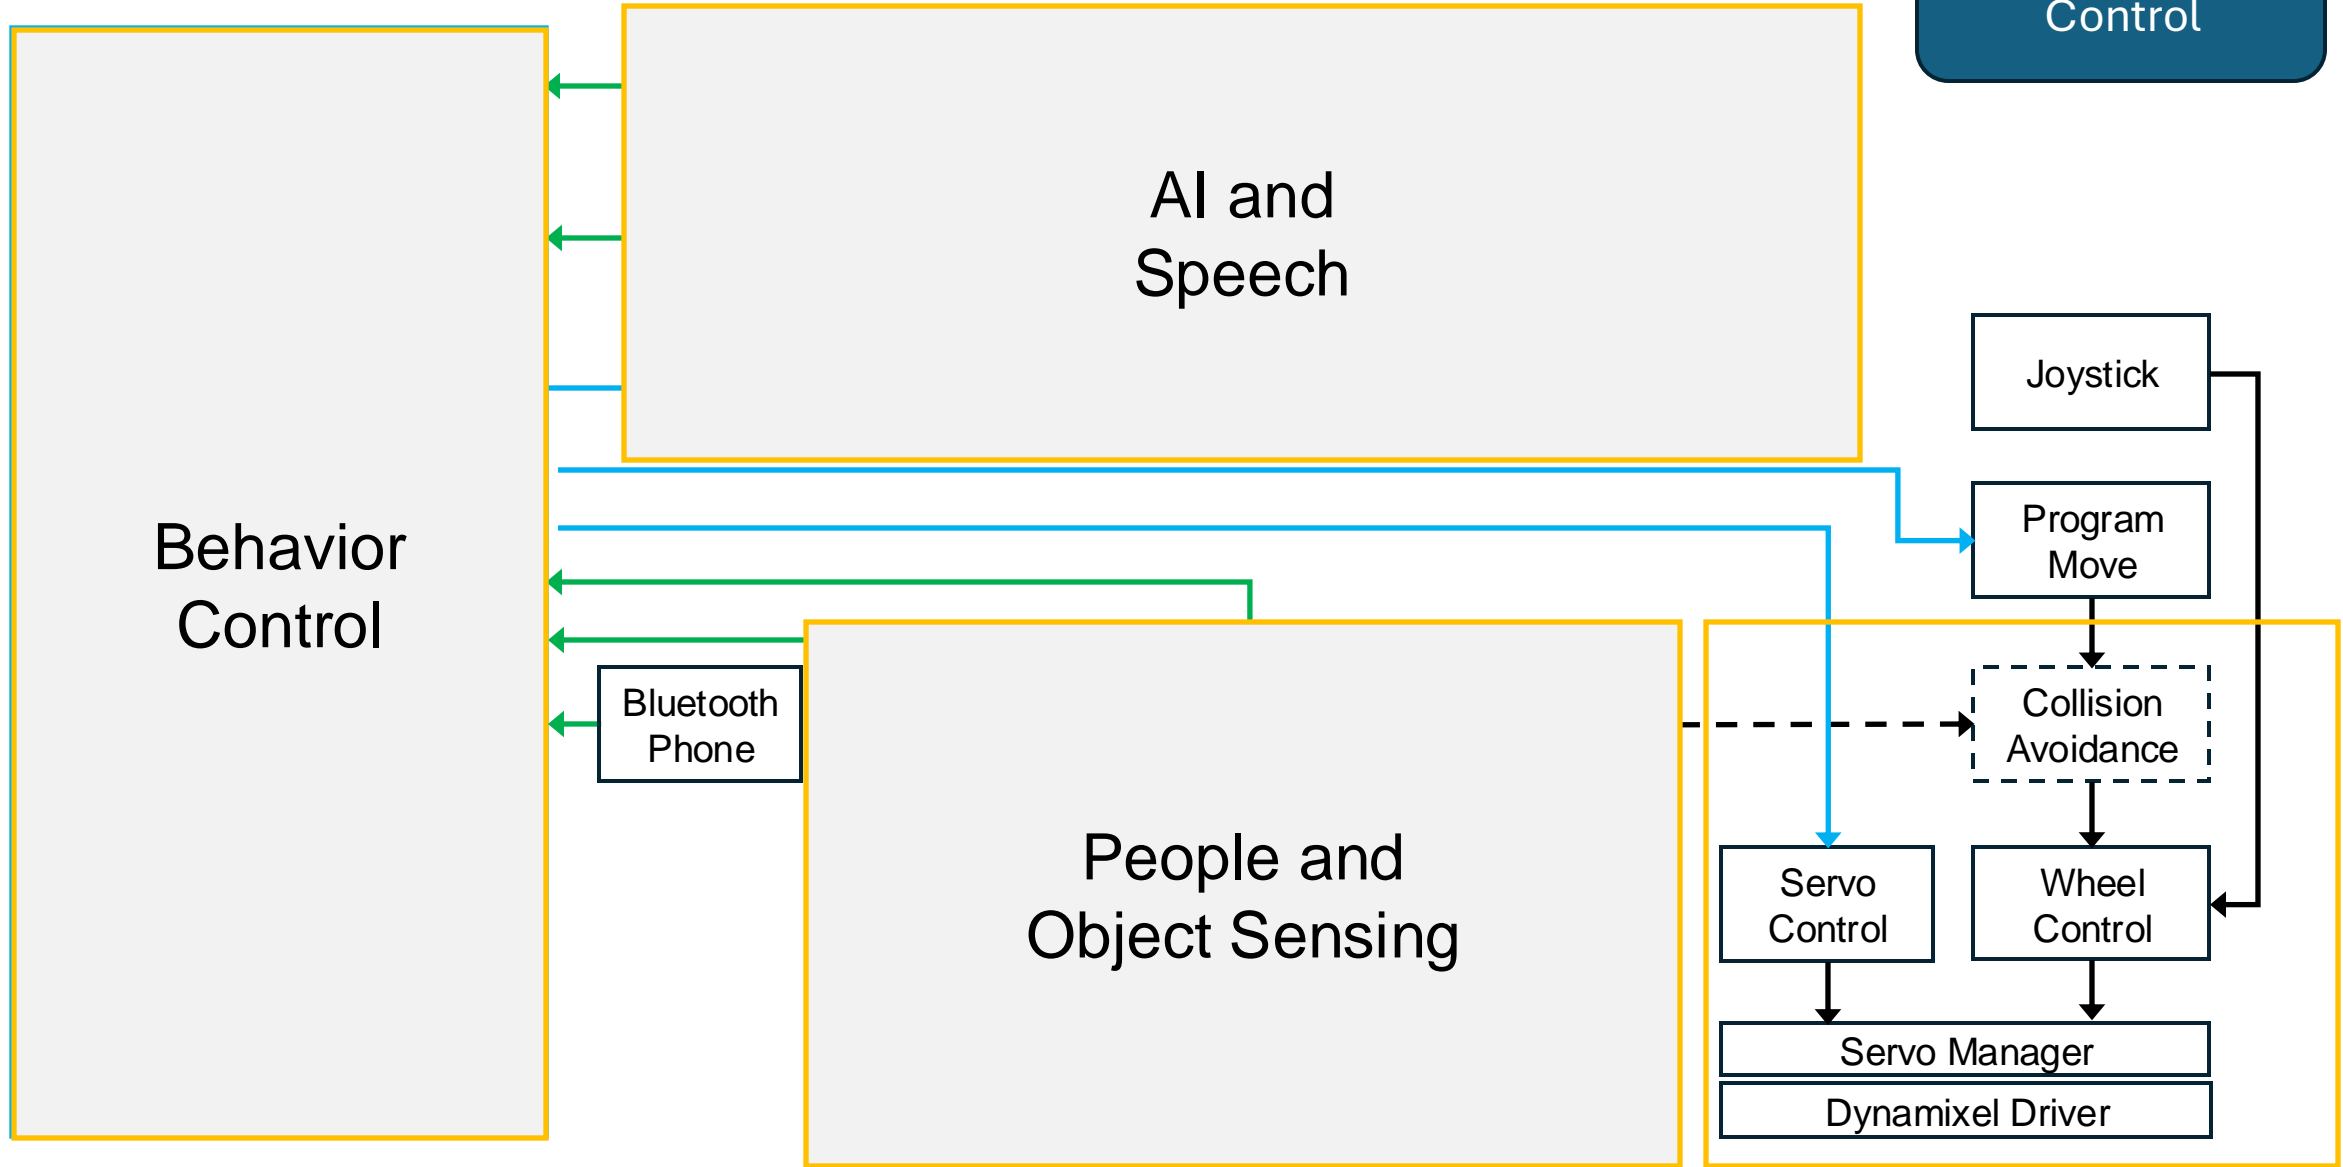 Control
AI and
Speech
Joystick
Behavior
Control
Program
Move
Bluetooth
Phone
Collision
Avoidance
People and
Object Sensing
Servo
Control
Wheel
Control
Servo Manager
Dynamixel Driver